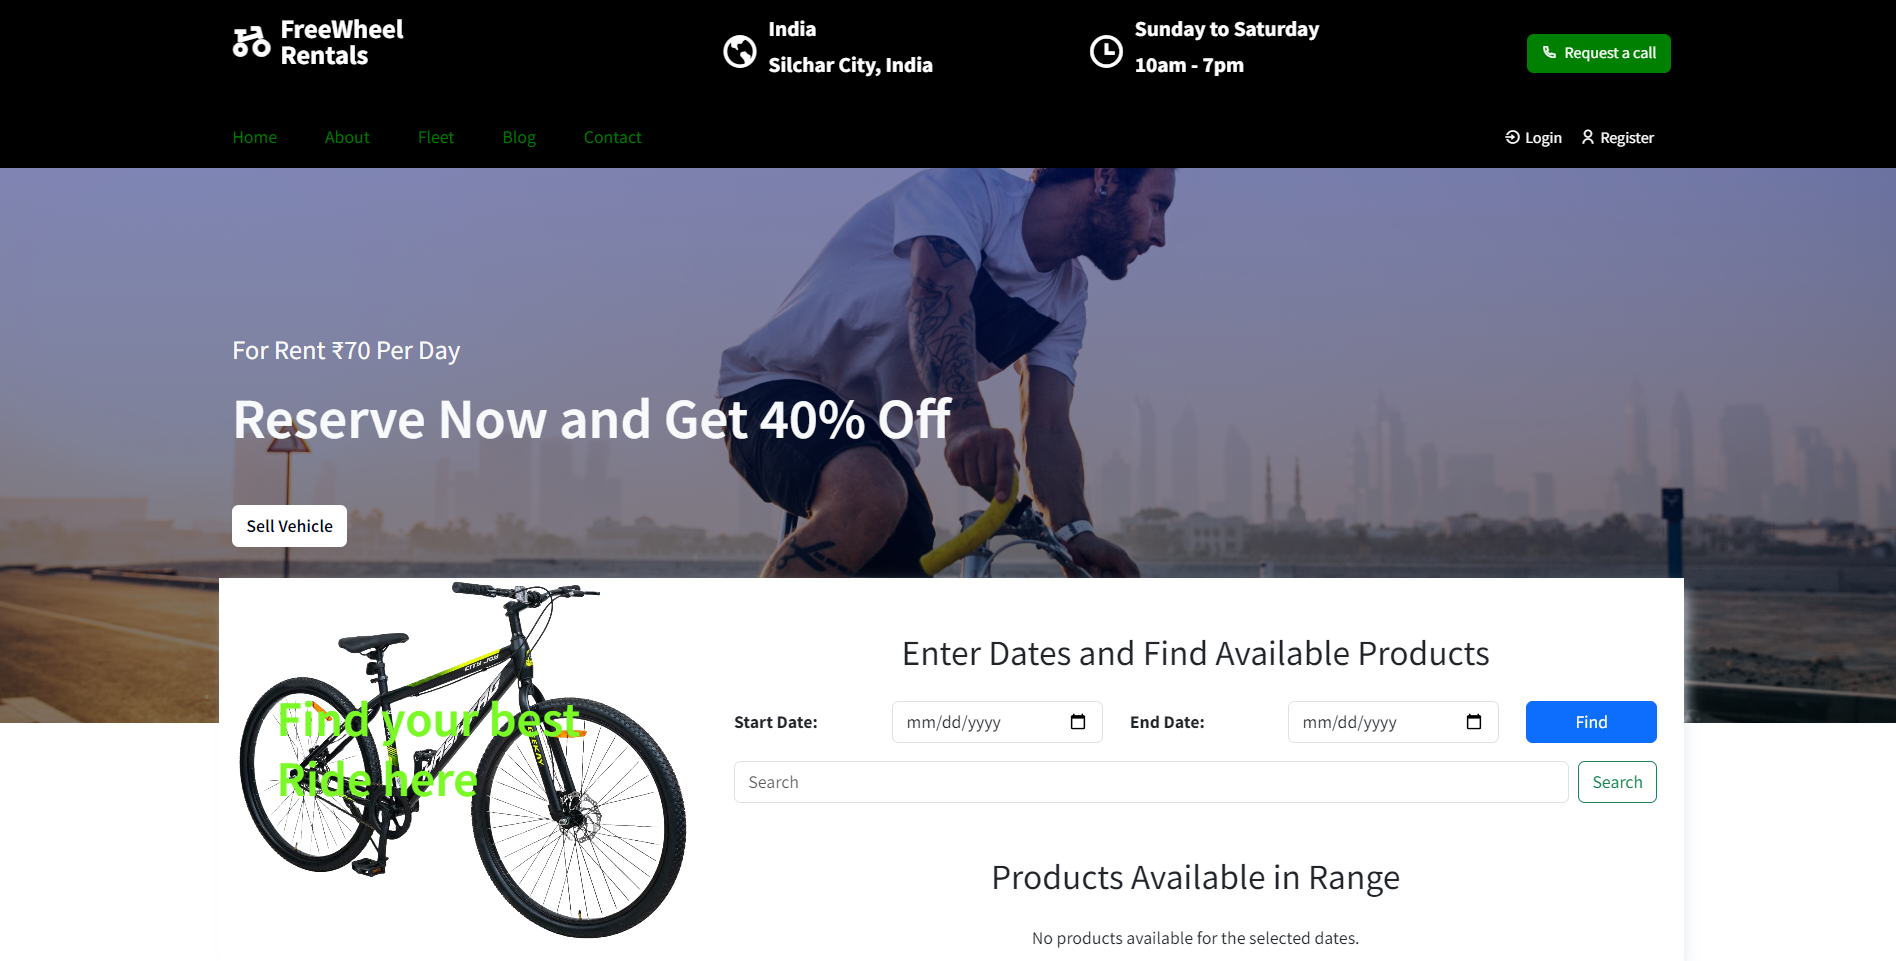 FreeWheel
Rentals
India
Silchar City, India
Sunday to Saturday
10am - 7pm
Request a call
Home
About
Fleet
Blog
Contact
Login
Register
For Rent ₹70 Per Day
Reserve Now and Get 40% Off
Sell Vehicle
CITY JOY
Find your best
Ride here
Enter Dates and Find Available Products
Start Date:
mm/dd/yyyy
End Date:
mm/dd/yyyy
Find
Search
Search
Products Available in Range
No products available for the selected dates.